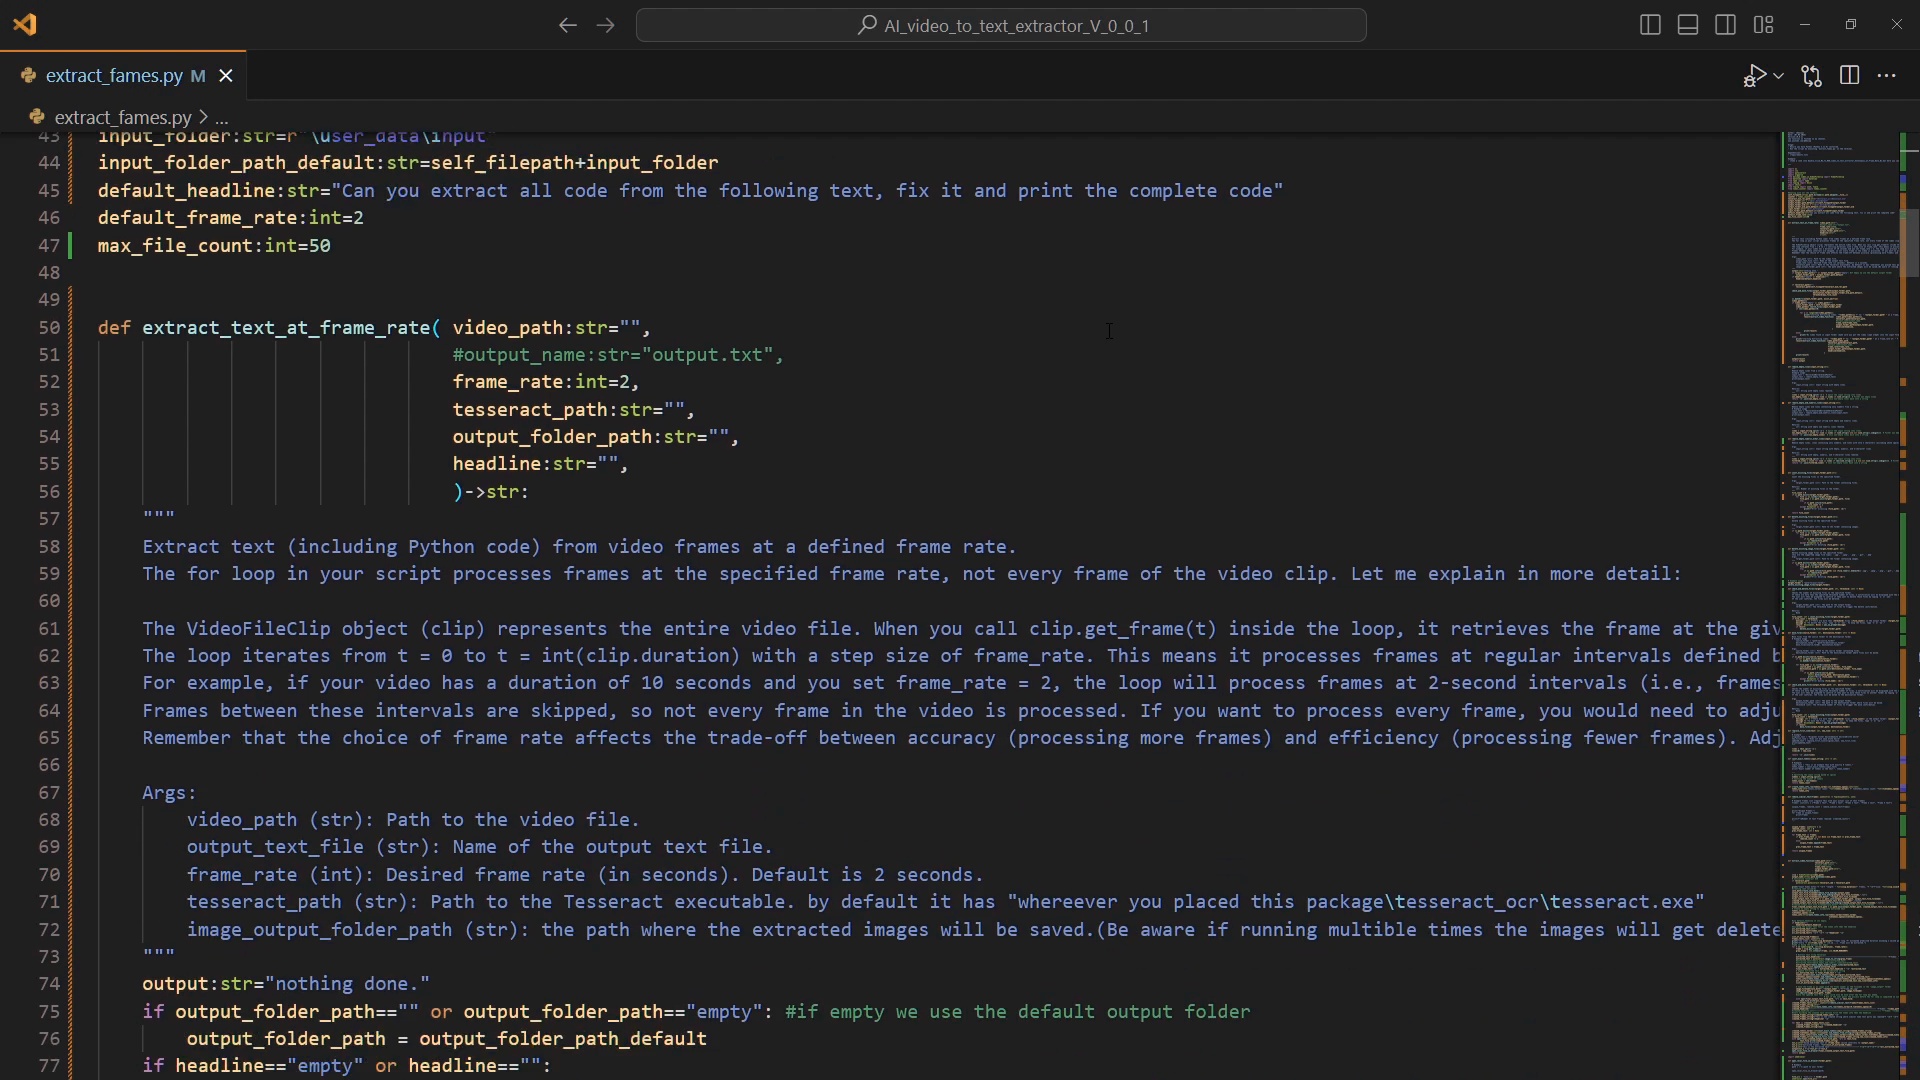 AI_video_to_text_extractor_V_0_0_1
extract_fames.py M
extract_fames.py > ...
43 input_folder:str=r"\user_data\input"
44 input_folder_path_default:str=self_filepath+input_folder
45 default_headline:str="Can you extract all code from the following text, fix it and print the complete code"
46 default_frame_rate:int=2
47 max_file_count:int=50
48
49
50 def extract_text_at_frame_rate( video_path:str="",
51 #output_name:str="output.txt",
52 frame_rate:int=2,
53 tesseract_path:str="",
54 output_folder_path:str="",
55 headline:str="",
56 )->str:
57 """
58 Extract text (including Python code) from video frames at a defined frame rate.
59 The for loop in your script processes frames at the specified frame rate, not every frame of the video clip. Let me explain in more detail:
60
61 The VideoFileClip object (clip) represents the entire video file. When you call clip.get_frame(t) inside the loop, it retrieves the frame at the giv
62 The loop iterates from t = 0 to t = int(clip.duration) with a step size of frame_rate. This means it processes frames at regular intervals defined b
63 For example, if your video has a duration of 10 seconds and you set frame_rate = 2, the loop will process frames at 2-second intervals (i.e., frames
64 Frames between these intervals are skipped, so not every frame in the video is processed. If you want to process every frame, you would need to adju
65 Remember that the choice of frame rate affects the trade-off between accuracy (processing more frames) and efficiency (processing fewer frames). Adj
66
67 Args:
68 video_path (str): Path to the video file.
69 output_text_file (str): Name of the output text file.
70 frame_rate (int): Desired frame rate (in seconds). Default is 2 seconds.
71 tesseract_path (str): Path to the Tesseract executable. by default it has "whereever you placed this package\tesseract_ocr\tesseract.exe"
72 image_output_folder_path (str): the path where the extracted images will be saved.(Be aware if running multible times the images will get delete
73 """
74 output:str="nothing done."
75 if output_folder_path=="" or output_folder_path=="empty": #if empty we use the default output folder
76 output_folder_path = output_folder_path_default
77 if headline=="empty" or headline=="":